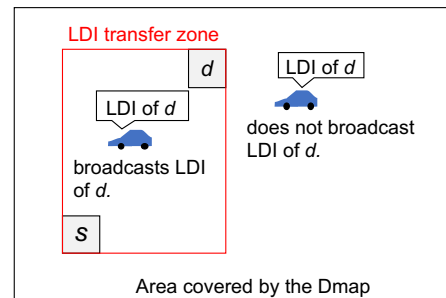 LDI transfer zone
d
LDI of d
LDI of d
does not broadcast
LDI of d.
broadcasts LDI
of d.
s
Area covered by the Dmap